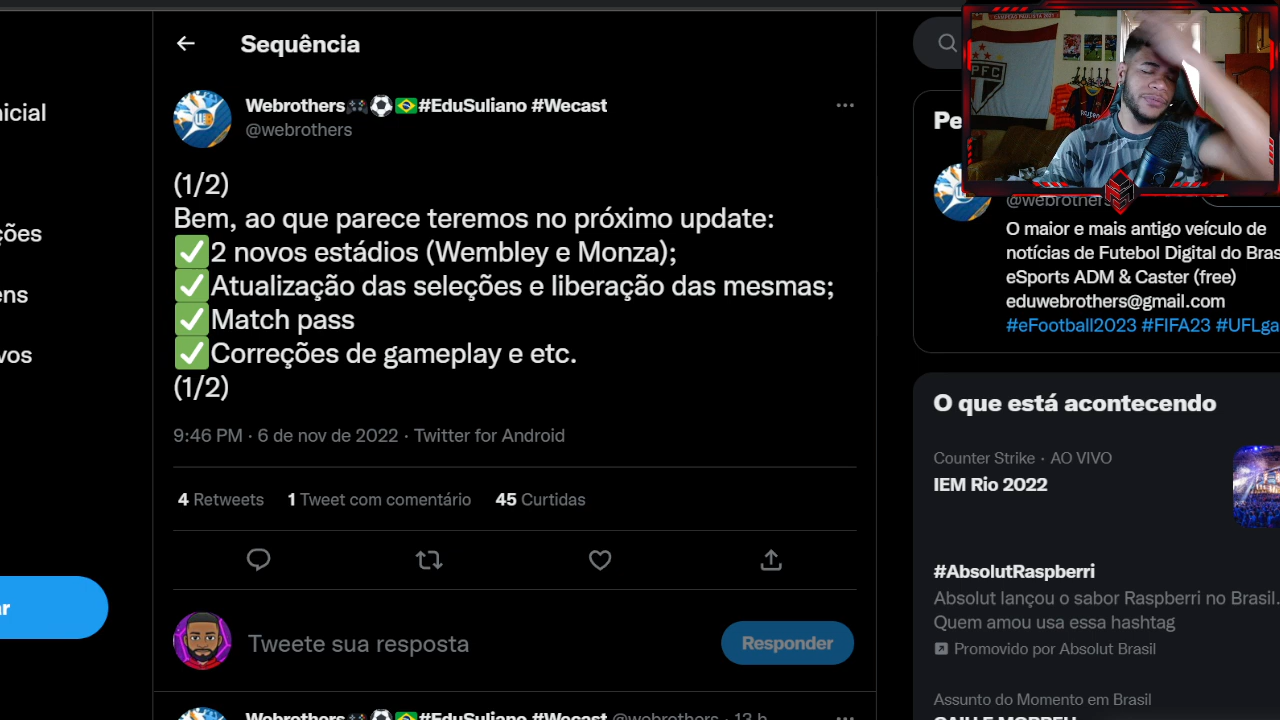 Sequência
Webrothers🎮⚽🇧🇷#EduSuliano #Wecast
@webrothers
(1/2)
Bem, ao que parece teremos no próximo update:
✅2 novos estádios (Wembley e Monza);
✅Atualização das seleções e liberação das mesmas;
✅Match pass
✅Correções de gameplay e etc.
(1/2)
9:46 PM · 6 de nov de 2022 · Twitter for Android
4 Retweets 1 Tweet com comentário 45 Curtidas
Tweete sua resposta
Responder
Webrothers🎮⚽🇧🇷#EduSuliano #Wecast @webrothers · 13 h
nicial
ções
ens
vos
ar
Pe
@webrothers
O maior e mais antigo veículo de
notícias de Futebol Digital do Bras
eSports ADM & Caster (free)
eduwebrothers@gmail.com
#eFootball2023 #FIFA23 #UFLga
O que está acontecendo
Counter Strike · AO VIVO
IEM Rio 2022
#AbsolutRaspberri
Absolut lançou o sabor Raspberri no Brasil.
Quem amou usa essa hashtag
Promovido por Absolut Brasil
Assunto do Momento em Brasil